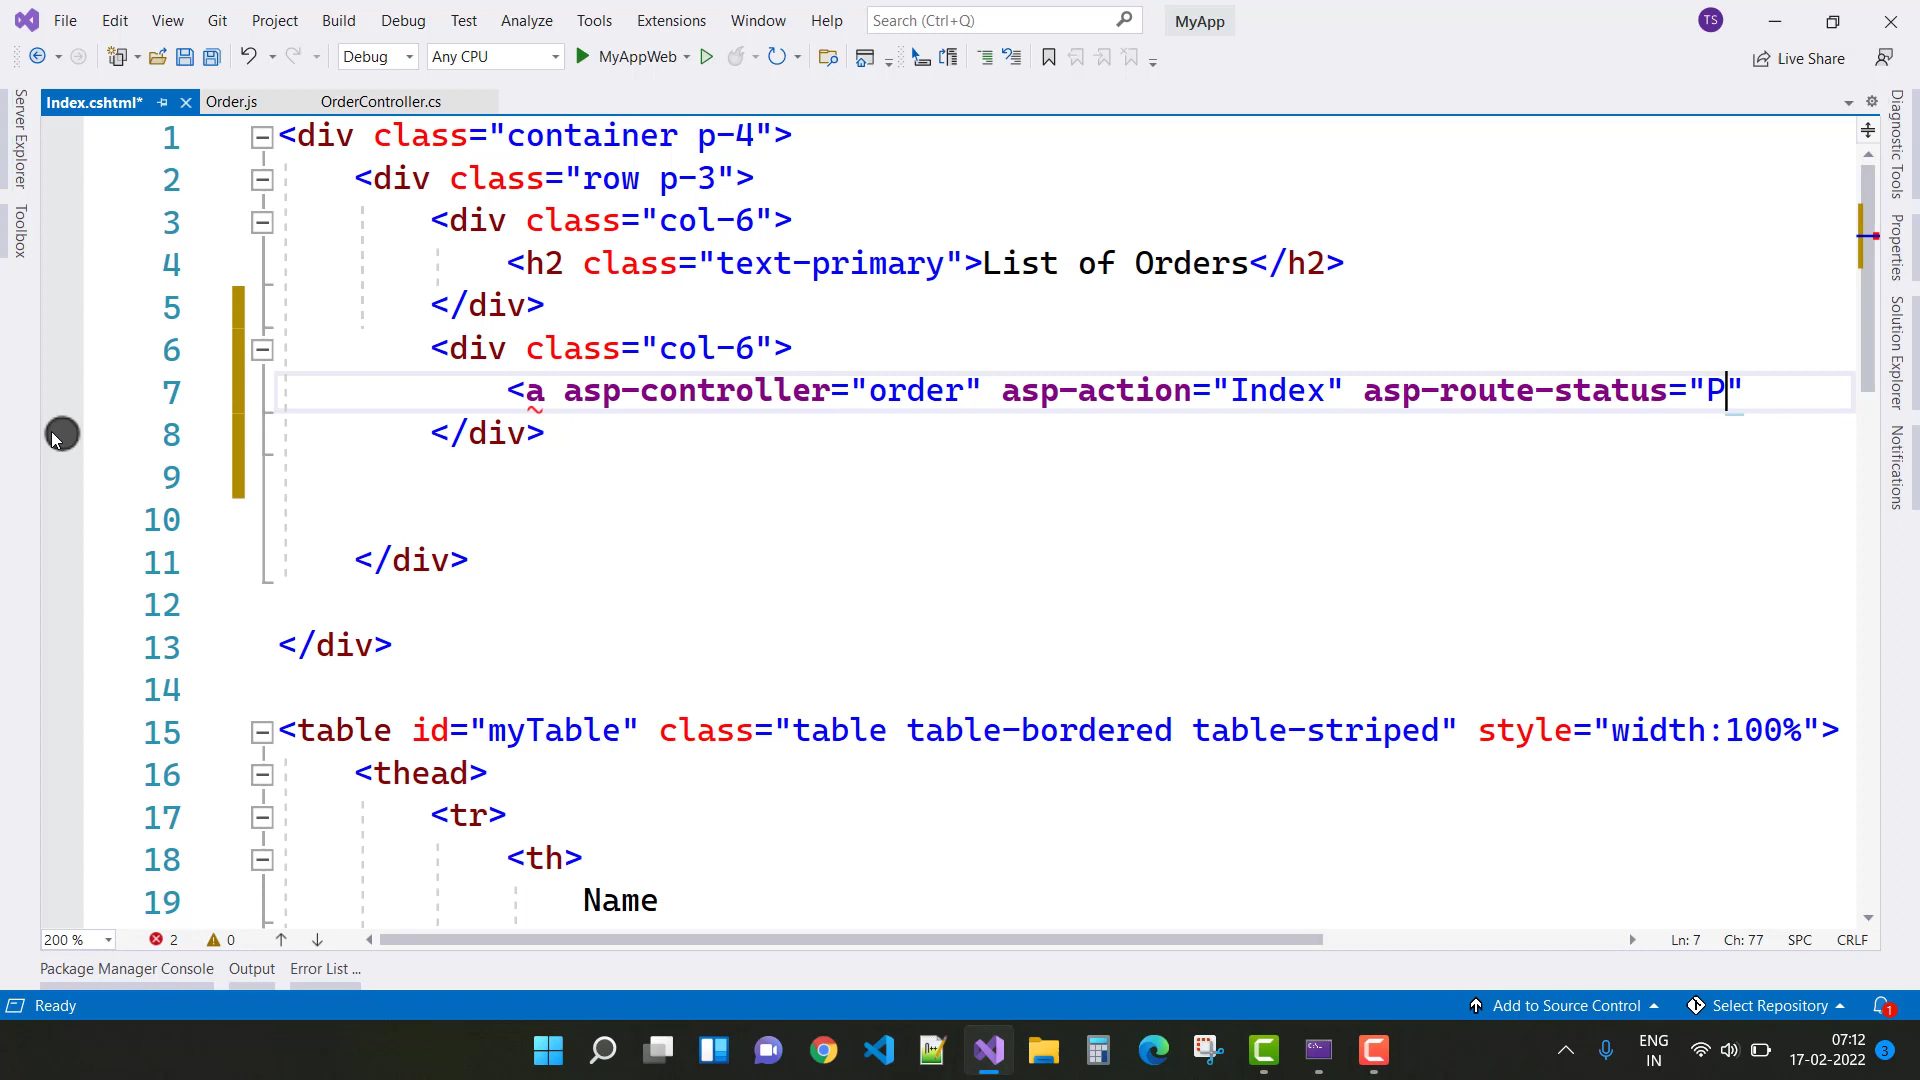 File Edit View Git Project Build Debug Test Analyze Tools Extensions Window Help Search (Ctrl+Q) MyApp TS
Debug Any CPU MyAppWeb Live Share
Index.cshtml* Order.js OrderController.cs
Server Explorer
Toolbox
Diagnostic Tools
Properties
Solution Explorer
Notifications
1 <div class="container p-4">
2 <div class="row p-3">
3 <div class="col-6">
4 <h2 class="text-primary">List of Orders</h2>
5 </div>
6 <div class="col-6">
7 <a asp-controller="order" asp-action="Index" asp-route-status="P"
8 </div>
9
10
11 </div>
12
13 </div>
14
15 <table id="myTable" class="table table-bordered table-striped" style="width:100%">
16 <thead>
17 <tr>
18 <th>
19 Name
200 % 2 0 Ln: 7 Ch: 77 SPC CRLF
Package Manager Console Output Error List ...
Ready Add to Source Control Select Repository 1
ENG 07:12
IN 17-02-2022 3